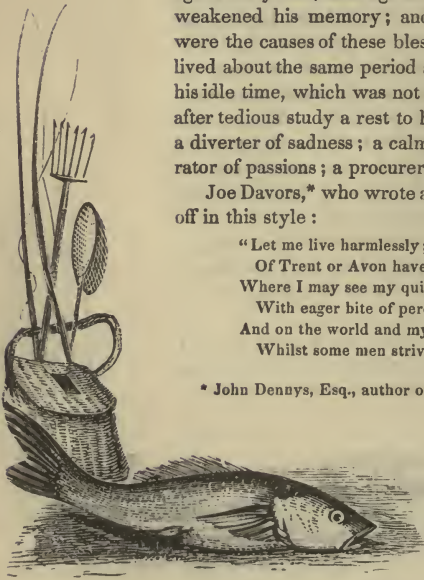 weakened his memory; and
were the causes of these bles
lived about the same period
his idle time, which was not
after tedious study a rest to
a diverter of sadness; a calm
rator of passions; a procurer
Joe Davors,* who wrote
off in this style:
"Let me live harmlessly
Of Trent or Avon have
Where I may see my qui
With eager bite of per
And on the world and my
Whilst some men striv
* John Dennys, Esq., author o